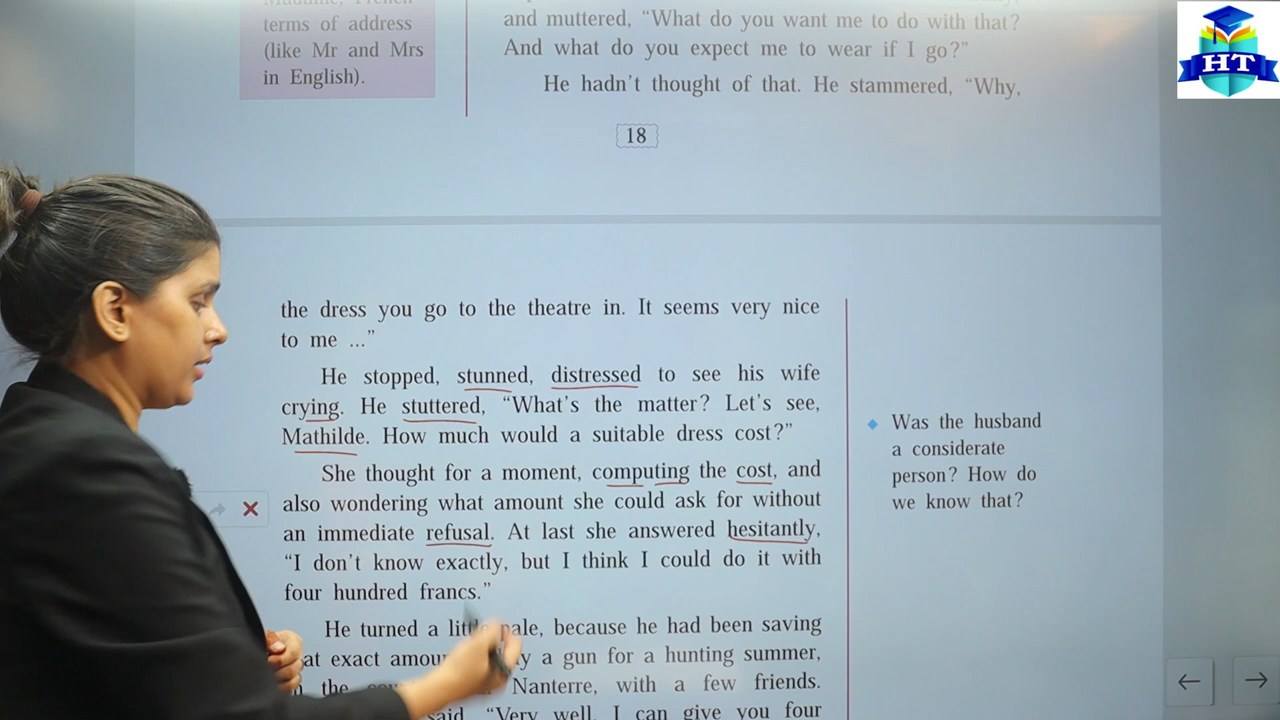 terms of address
(like Mr and Mrs
in English).
and muttered, “What do you want me to do with that?
And what do you expect me to wear if I go?”
He hadn’t thought of that. He stammered, “Why,
18
HT
the dress you go to the theatre in. It seems very nice
to me ...”
He stopped, stunned, distressed to see his wife
crying. He stuttered, “What’s the matter? Let’s see,
Mathilde. How much would a suitable dress cost?”
She thought for a moment, computing the cost, and
also wondering what amount she could ask for without
an immediate refusal. At last she answered hesitantly,
“I don’t know exactly, but I think I could do it with
four hundred francs.”
He turned a little pale, because he had been saving
at exact a gun for a hunting summer,
the Nanterre, with a few friends.
said, “Very well, I can give you four
Was the husband
a considerate
person? How do
we know that?